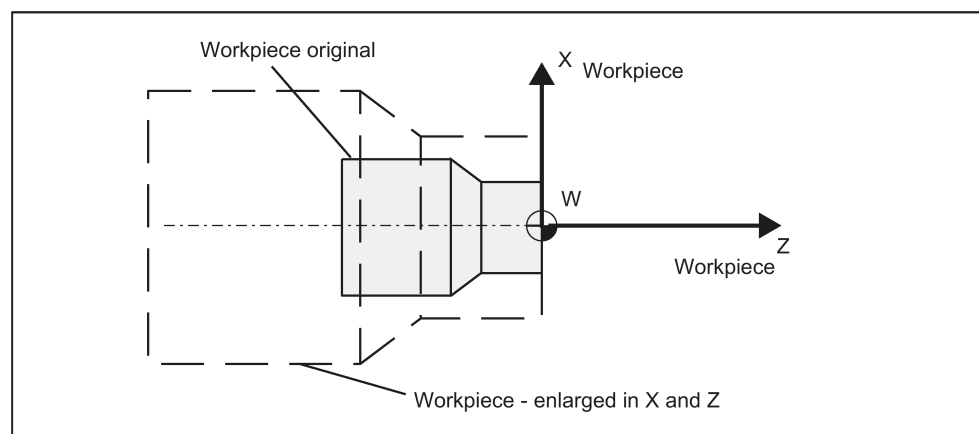 Workpiece original
X
Workpiece
W
Z
Workpiece
Workpiece - enlarged in X and Z